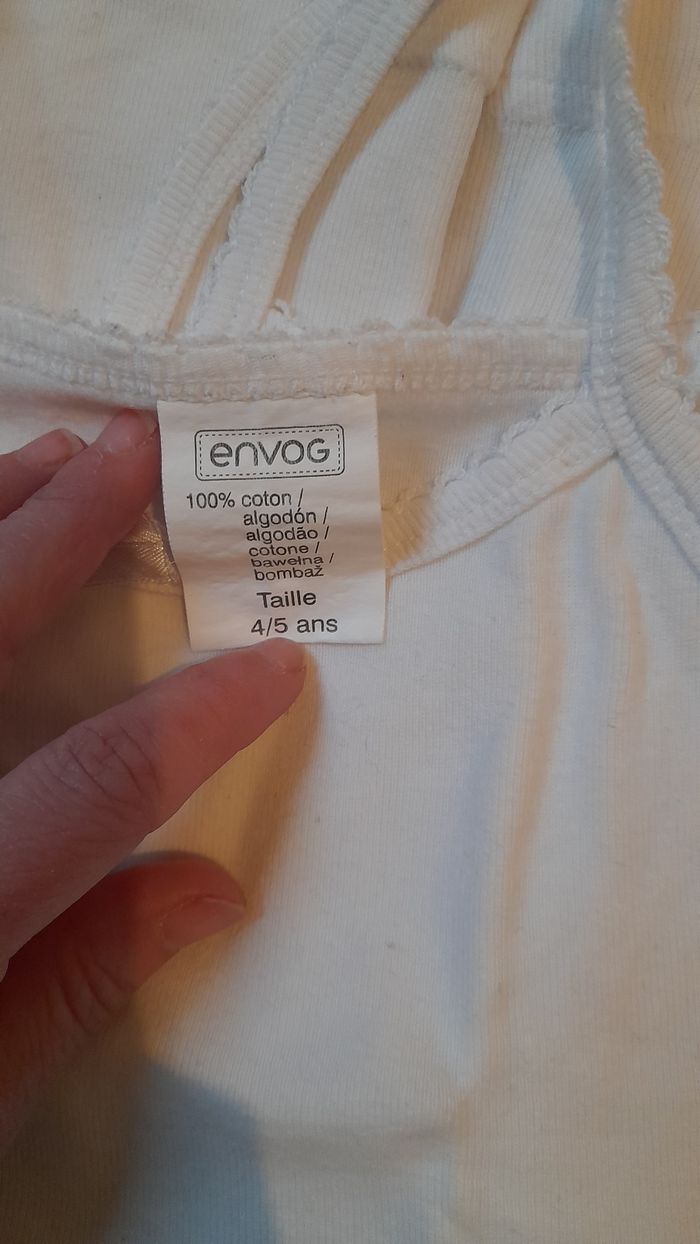 envoG
100% coton /
algodón /
algodão /
cotone /
bawełna /
bombaž
Taille
4/5 ans